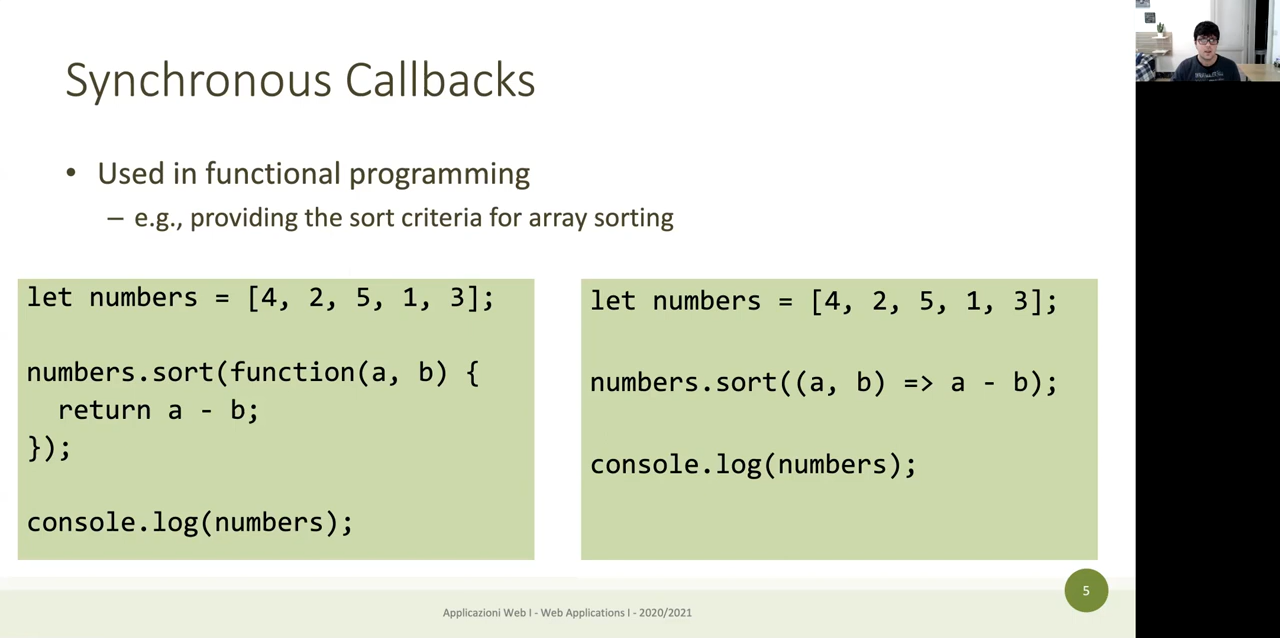 Synchronous Callbacks
• Used in functional programming
– e.g., providing the sort criteria for array sorting
let numbers = [4, 2, 5, 1, 3];
numbers.sort(function(a, b) {
  return a - b;
});
console.log(numbers);
let numbers = [4, 2, 5, 1, 3];
numbers.sort((a, b) => a - b);
console.log(numbers);
5
Applicazioni Web I - Web Applications I - 2020/2021